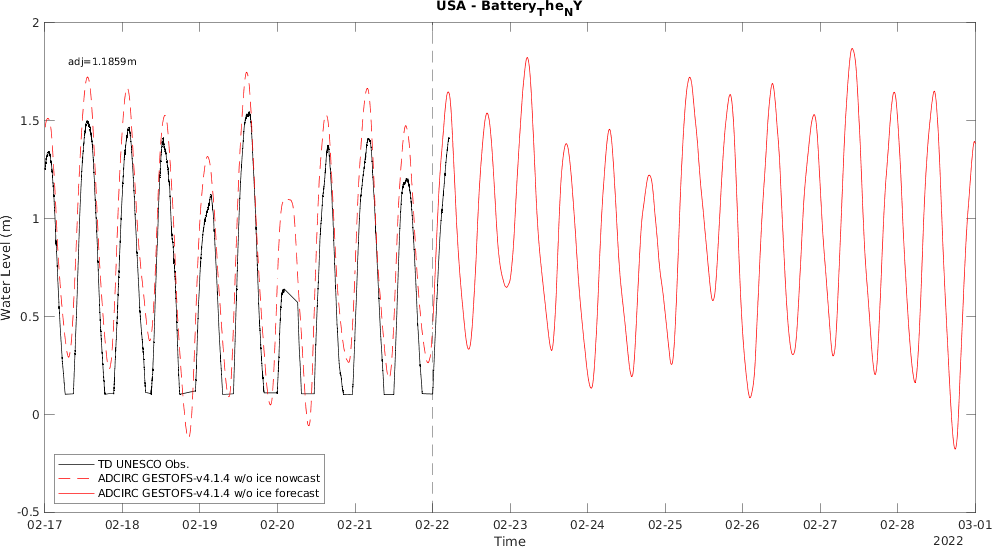 USA - Battery_The_NY
adj=1.1859m
2
1.5
1
0.5
0
-0.5
Water Level (m)
TD UNESCO Obs.
ADCIRC GESTOFS-v4.1.4 w/o ice nowcast
ADCIRC GESTOFS-v4.1.4 w/o ice forecast
02-17 02-18 02-19 02-20 02-21 02-22 02-23 02-24 02-25 02-26 02-27 02-28 03-01
Time
2022